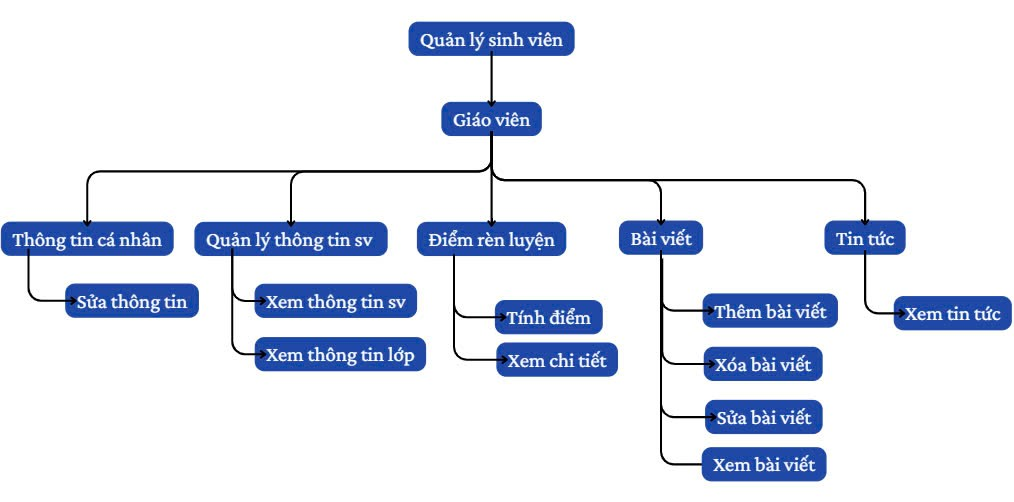 Quản lý sinh viên
Giáo viên
Thông tin cá nhân
Sửa thông tin
Quản lý thông tin sv
Xem thông tin sv
Xem thông tin lớp
Điểm rèn luyện
Tính điểm
Xem chi tiết
Bài viết
Thêm bài viết
Xóa bài viết
Sửa bài viết
Xem bài viết
Tin tức
Xem tin tức